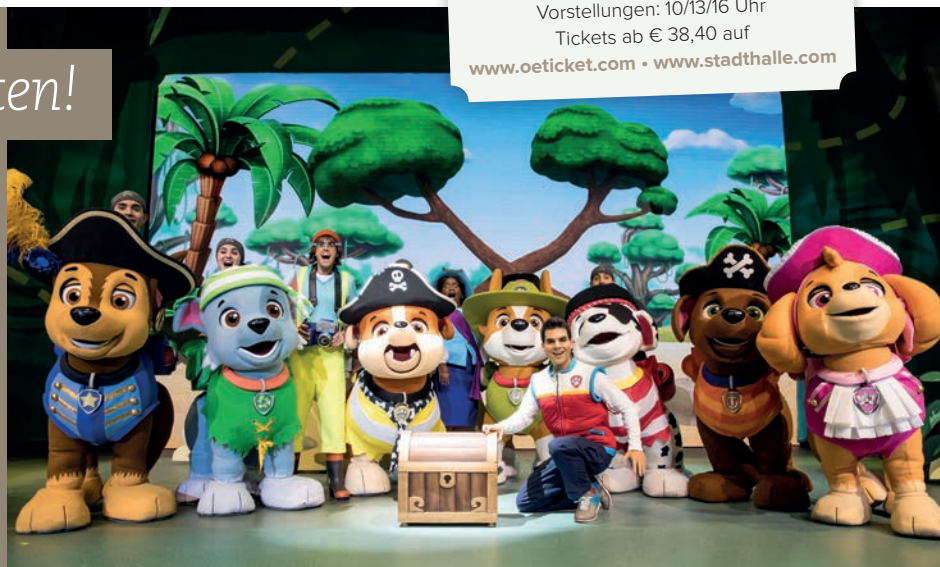 Vorstellungen: 10/13/16 Uhr
Tickets ab € 38,40 auf
www.oeticket.com • www.stadthalle.com
ten!